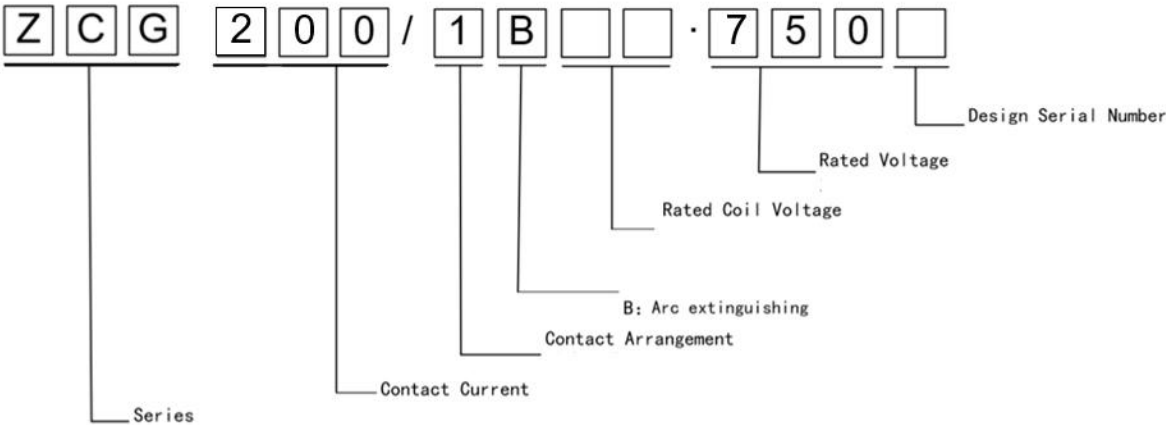 ZCG 200/1B · 750
Design Serial Number
Rated Voltage
Rated Coil Voltage
B: Arc extinguishing
Contact Arrangement
Contact Current
Series